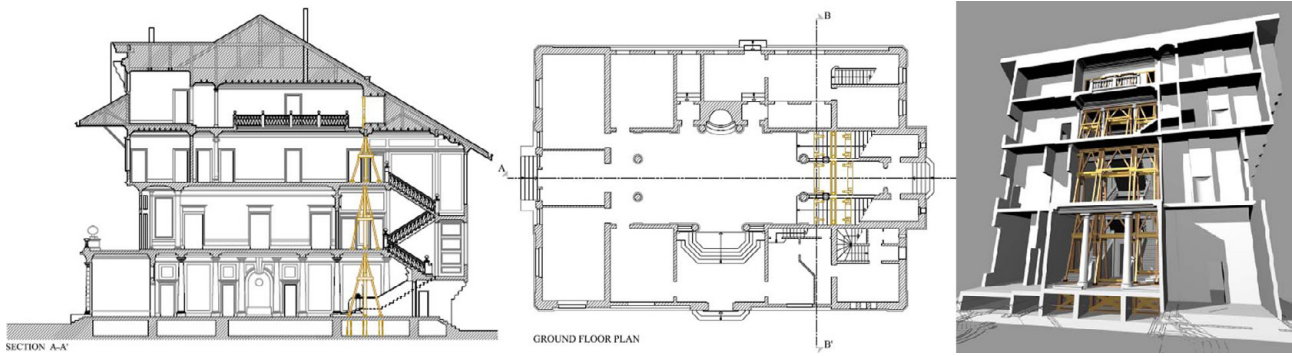 SECTION A-A'
B
A
GROUND FLOOR PLAN
B'